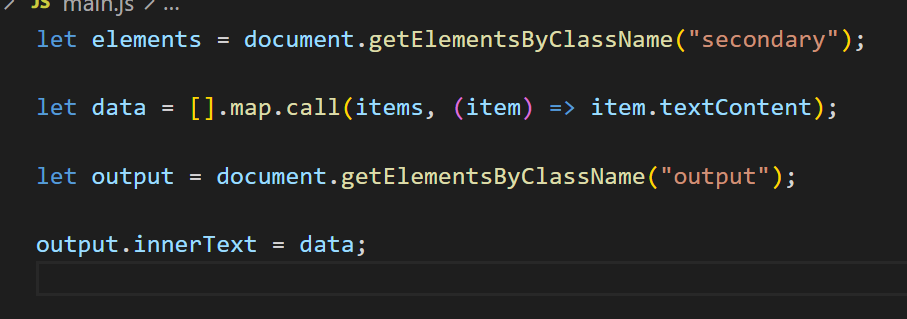 JS main.js > ...
let elements = document.getElementsByClassName("secondary");
let data = [].map.call(items, (item) => item.textContent);
let output = document.getElementsByClassName("output");
output.innerText = data;